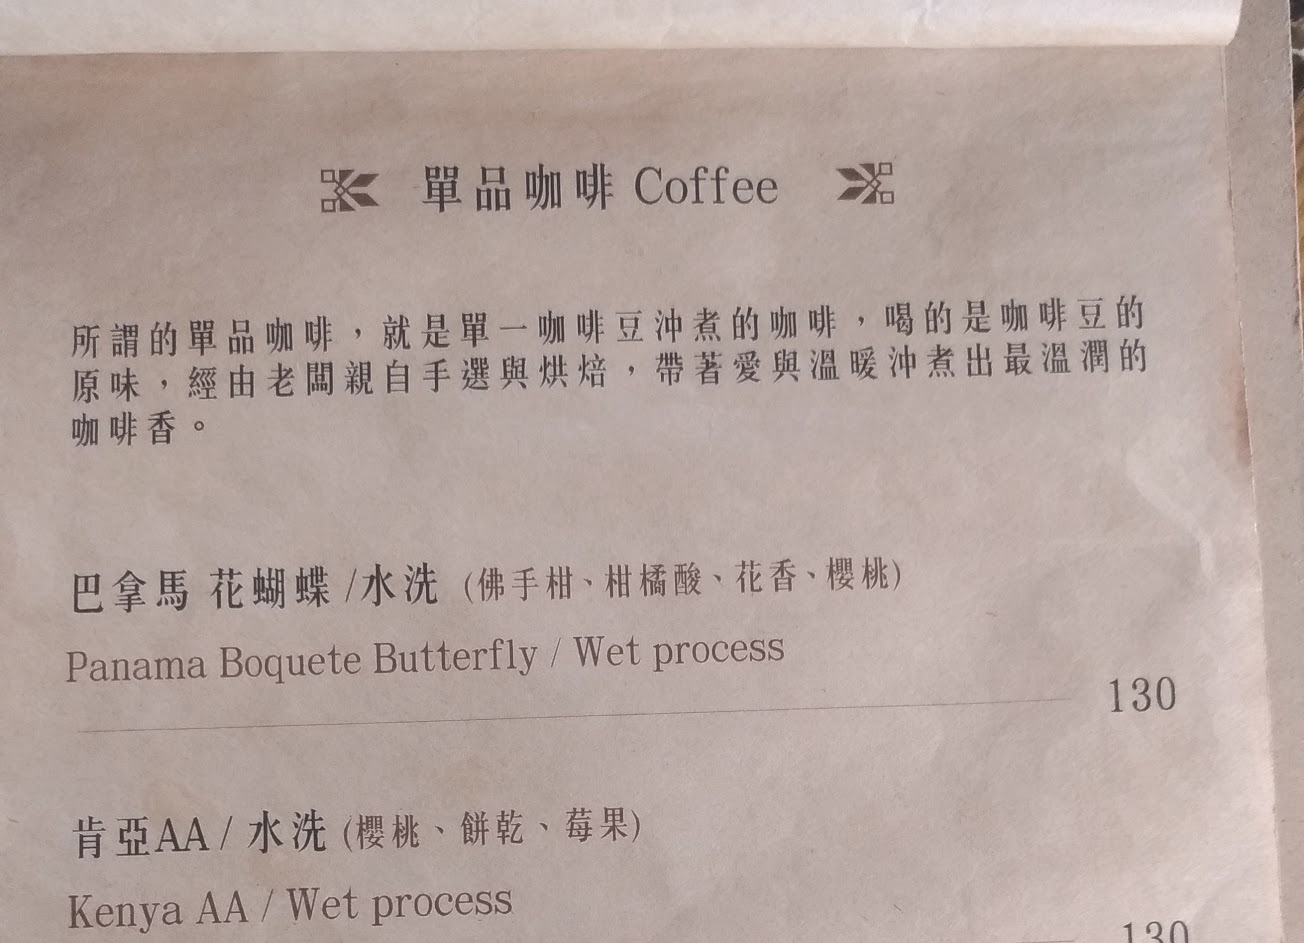 單品咖啡 Coffee
所謂的單品咖啡，就是單一咖啡豆沖煮的咖啡，喝的是咖啡豆的
原味，經由老闆親自手選與烘焙，帶著愛與溫暖沖煮出最溫潤的
咖啡香。
巴拿馬 花蝴蝶 /水洗 (佛手柑、柑橘酸、花香、櫻桃)
Panama Boquete Butterfly / Wet process
130
肯亞AA / 水洗 (櫻桃、餅乾、莓果)
Kenya AA / Wet process
130